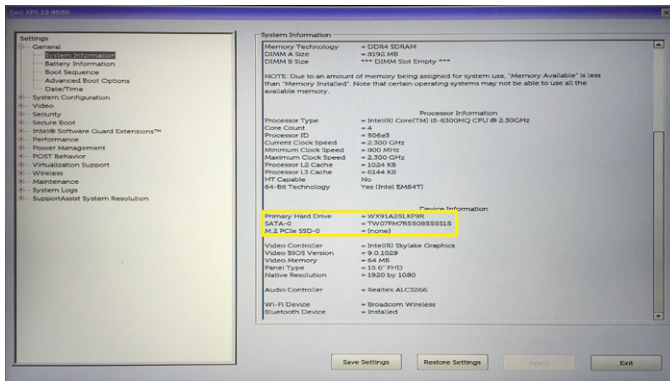 Dell XPS 15 9550
Settings
General
System Information
Battery Information
Boot Sequence
Advanced Boot Options
Date/Time
System Configuration
Video
Security
Secure Boot
Intel® Software Guard Extensions™
Performance
Power Management
POST Behavior
Virtualization Support
Wireless
Maintenance
System Logs
SupportAssist System Resolution
System Information
Memory Technology = DDR4 SDRAM
DIMM A Size = 8192 MB
DIMM B Size *** DIMM Slot Empty ***
NOTE: Due to an amount of memory being assigned for system use, "Memory Available" is less
than "Memory Installed". Note that certain operating systems may not be able to use all the
available memory.
Processor Information
Processor Type = Intel(R) Core(TM) i5-6300HQ CPU @ 2.30GHz
Core Count = 4
Processor ID = 506e3
Current Clock Speed = 2.300 GHz
Minimum Clock Speed = 800 MHz
Maximum Clock Speed = 2.300 GHz
Processor L2 Cache = 1024 KB
Processor L3 Cache = 6144 KB
HT Capable No
64-Bit Technology Yes (Intel EM64T)
Device Information
Primary Hard Drive =
SATA-0 =
M.2 PCIe SSD-0 = (none)
Video Controller = Intel(R) Skylake Graphics
Video BIOS Version = 9.0.1029
Video Memory = 64 MB
Panel Type = 15.6" FHD
Native Resolution = 1920 by 1080
Audio Controller = Realtek ALC3266
Wi-Fi Device = Broadcom Wireless
Bluetooth Device = Installed
Save Settings
Restore Settings
Apply
Exit